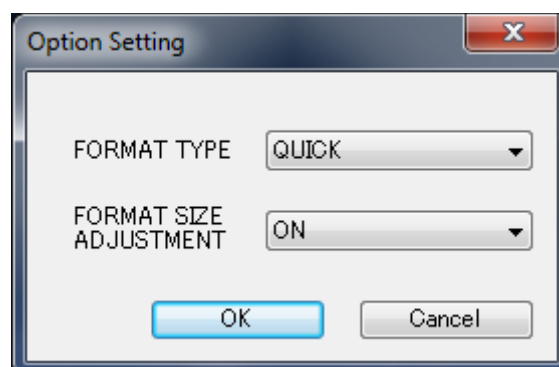 Option Setting
FORMAT TYPE QUICK
FORMAT SIZE
ADJUSTMENT ON
OK Cancel